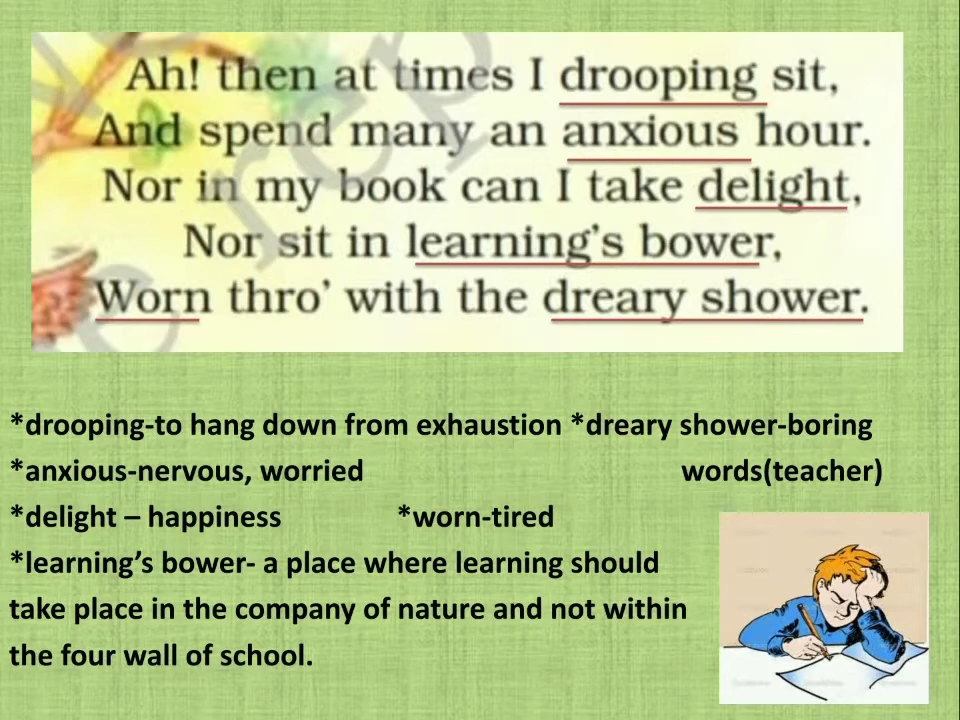 Ah! then at times I drooping sit,
And spend many an anxious hour.
Nor in my book can I take delight,
Nor sit in learning's bower,
Worn thro' with the dreary shower.
*drooping-to hang down from exhaustion *dreary shower-boring
*anxious-nervous, worried words(teacher)
*delight – happiness *worn-tired
*learning's bower- a place where learning should
take place in the company of nature and not within
the four wall of school.